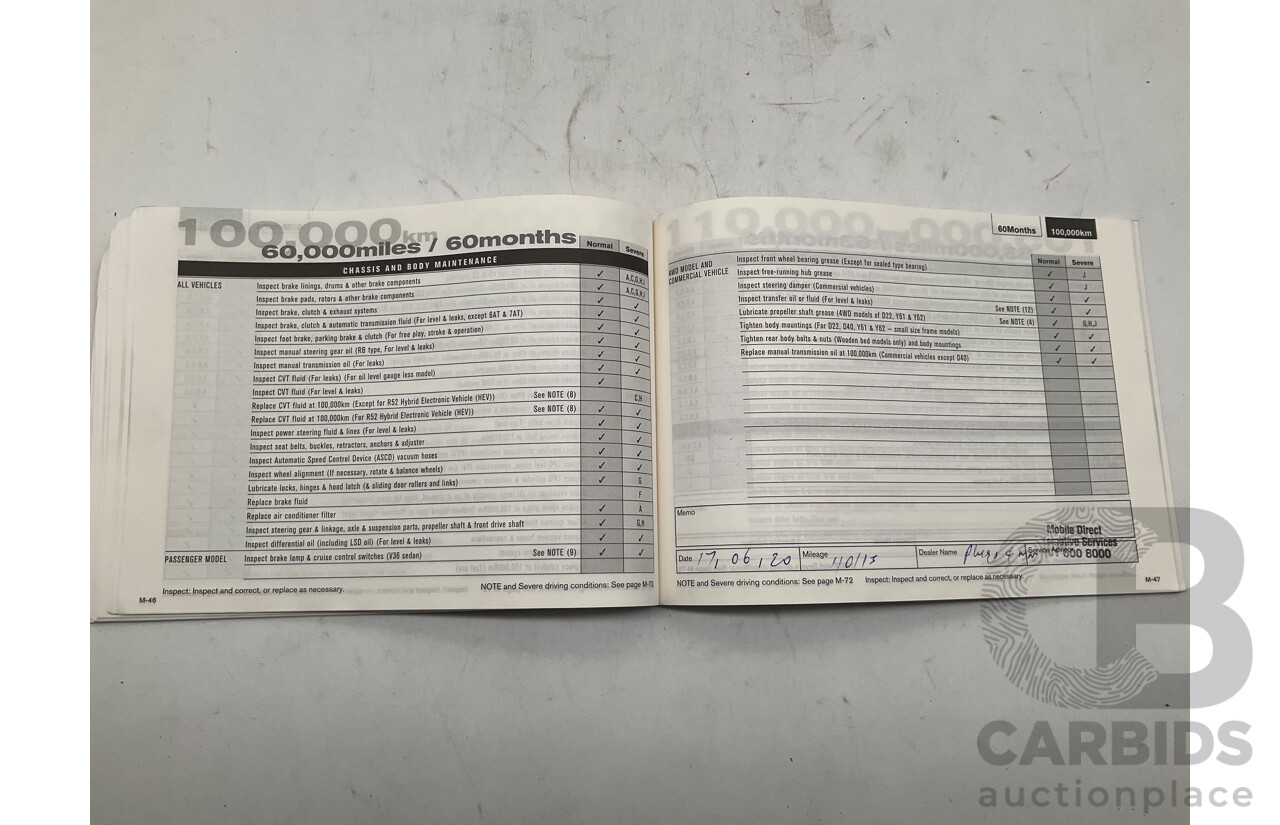 100,000km
60,000miles / 60months
Normal Severe
CHASSIS AND BODY MAINTENANCE
ALL VEHICLES
Inspect brake linings, drums & other brake components ✓ A,C,G,H,I
Inspect brake pads, rotors & other brake components ✓ A,C,G,H,I
Inspect brake, clutch & exhaust systems ✓ ✓
Inspect brake, clutch & automatic transmission fluid (For level & leaks, except 6AT & 7AT) ✓ ✓
Inspect foot brake, parking brake & clutch (For free play, stroke & operation) ✓ ✓
Inspect manual steering gear oil (RB type, For level & leaks) ✓ ✓
Inspect manual transmission oil (For leaks) ✓ ✓
Inspect CVT fluid (For leaks) (For oil level gauge less model) ✓ ✓
Inspect CVT fluid (For level & leaks) ✓
Replace CVT fluid at 100,000km (Except for R52 Hybrid Electronic Vehicle (HEV)) See NOTE (8) C,H
Replace CVT fluid at 100,000km (For R52 Hybrid Electronic Vehicle (HEV)) See NOTE (8) ✓ ✓
Inspect power steering fluid & lines (For level & leaks) ✓ ✓
Inspect seat belts, buckles, retractors, anchors & adjuster ✓ ✓
Inspect Automatic Speed Control Device (ASCD) vacuum hoses ✓ ✓
Inspect wheel alignment (If necessary, rotate & balance wheels) ✓ ✓
Lubricate locks, hinges & hood latch (& sliding door rollers and links) ✓ G
Replace brake fluid F
Replace air conditioner filter ✓ A
Inspect steering gear & linkage, axle & suspension parts, propeller shaft & front drive shaft ✓ G,H
Inspect differential oil (including LSD oil) (For level & leaks) ✓ ✓
PASSENGER MODEL Inspect brake lamp & cruise control switches (V36 sedan) See NOTE (9) ✓ ✓
Inspect: Inspect and correct, or replace as necessary. NOTE and Severe driving conditions: See page M-72
M-46
110,000
60Months 100,000km
Normal Severe
4WD MODEL AND
COMMERCIAL VEHICLE
Inspect front wheel bearing grease (Except for sealed type bearing) ✓ J
Inspect free-running hub grease ✓ J
Inspect steering damper (Commercial vehicles) ✓ ✓
Inspect transfer oil or fluid (For level & leaks) ✓ ✓
Lubricate propeller shaft grease (4WD models of D22, Y61 & Y62) See NOTE (12) ✓ G,H,J
Tighten body mountings (For D22, D40, Y61 & Y62 – small size frame models) See NOTE (4) ✓ ✓
Tighten rear body bolts & nuts (Wooden bed models only) and body mountings ✓ ✓
Replace manual transmission oil at 100,000km (Commercial vehicles except D40) ✓ ✓
Memo
Mobile Direct
Services
Date 17, 06, 20 Mileage Dealer Name 8000
NOTE and Severe driving conditions: See page M-72 Inspect: Inspect and correct, or replace as necessary.
M-47
CB
CARBIDS
auctionplace